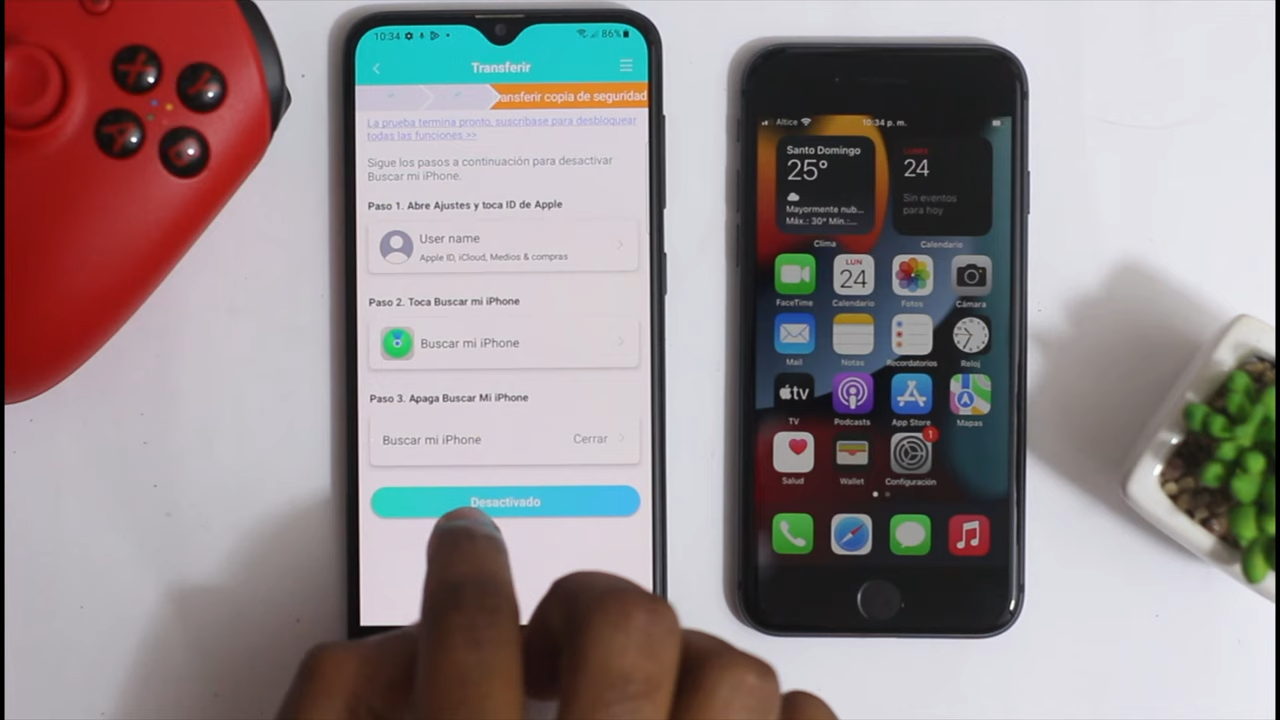 10:34
86%
Transferir
ansferir copia de seguridad
La prueba termina pronto, suscríbase para desbloquear
todas las funciones >>
Sigue los pasos a continuación para desactivar
Buscar mi iPhone.
Paso 1. Abre Ajustes y toca ID de Apple
User name
Apple ID, iCloud, Medios & compras
Paso 2. Toca Buscar mi iPhone
Buscar mi iPhone
Paso 3. Apaga Buscar Mi iPhone
Buscar mi iPhone
Cerrar
Desactivado
X
Y
A
B
Altice
10:34 p. m.
Santo Domingo
25°
Mayormente nub...
Máx.: 30° Mín.:...
Clima
LUNES
24
Sin eventos
para hoy
Calendario
LUN
24
FaceTime
Calendario
Fotos
Cámara
Mail
Notas
Recordatorios
Reloj
tv
TV
Podcasts
App Store
Mapas
1
Salud
Wallet
Configuración